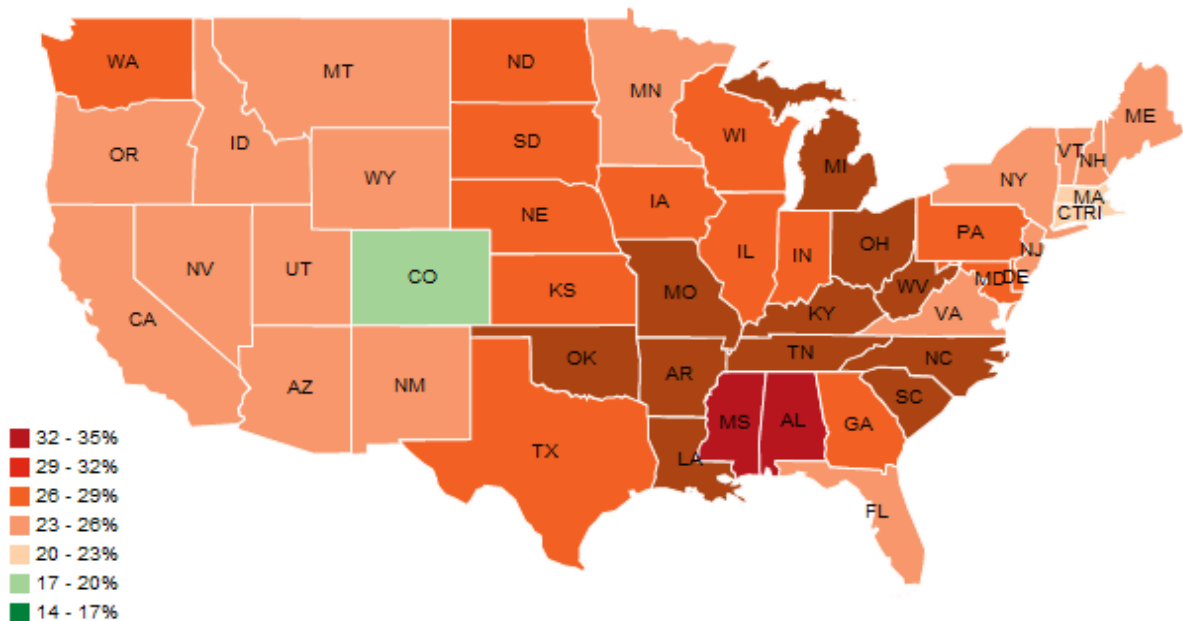 WA
MT
ND
MN
ME
OR
ID
SD
WI
VT
NH
WY
MI
NY
MA
CTRI
NE
IA
PA
NV
UT
CO
IL
IN
OH
NJ
CA
KS
MO
WV
MD
DE
KY
VA
AZ
NM
OK
AR
TN
NC
SC
TX
MS
AL
GA
LA
FL
32 - 35%
29 - 32%
26 - 29%
23 - 26%
20 - 23%
17 - 20%
14 - 17%